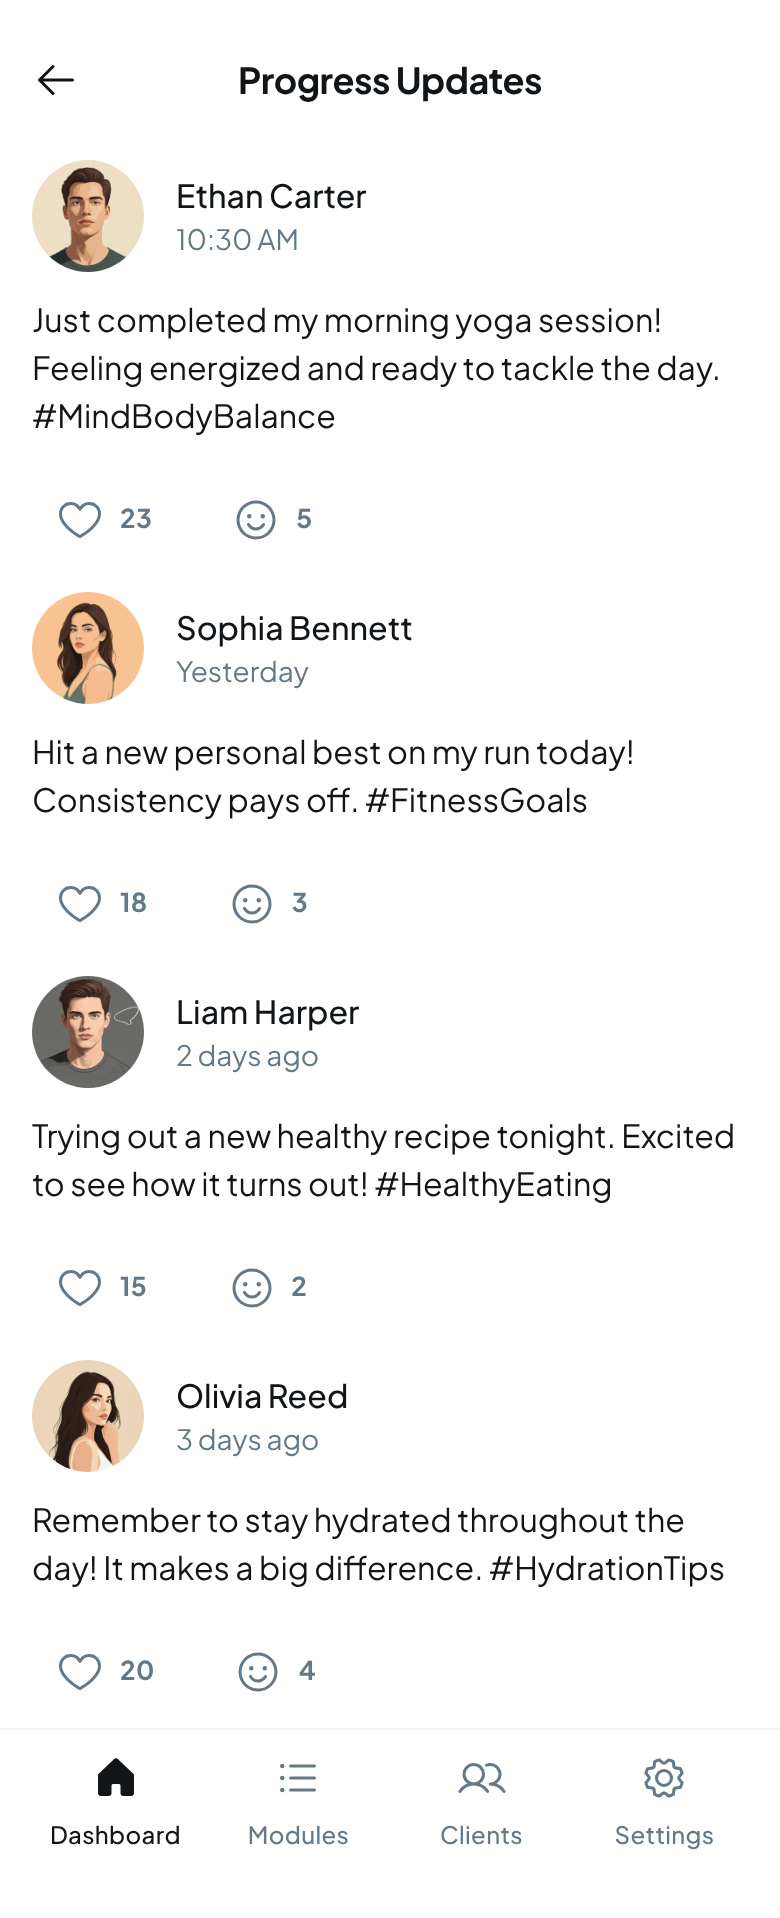 Progress Updates
Ethan Carter
10:30 AM
Just completed my morning yoga session!
Feeling energized and ready to tackle the day.
#MindBodyBalance
23 5
Sophia Bennett
Yesterday
Hit a new personal best on my run today!
Consistency pays off. #FitnessGoals
18 3
Liam Harper
2 days ago
Trying out a new healthy recipe tonight. Excited
to see how it turns out! #HealthyEating
15 2
Olivia Reed
3 days ago
Remember to stay hydrated throughout the
day! It makes a big difference. #HydrationTips
20 4
Dashboard Modules Clients Settings